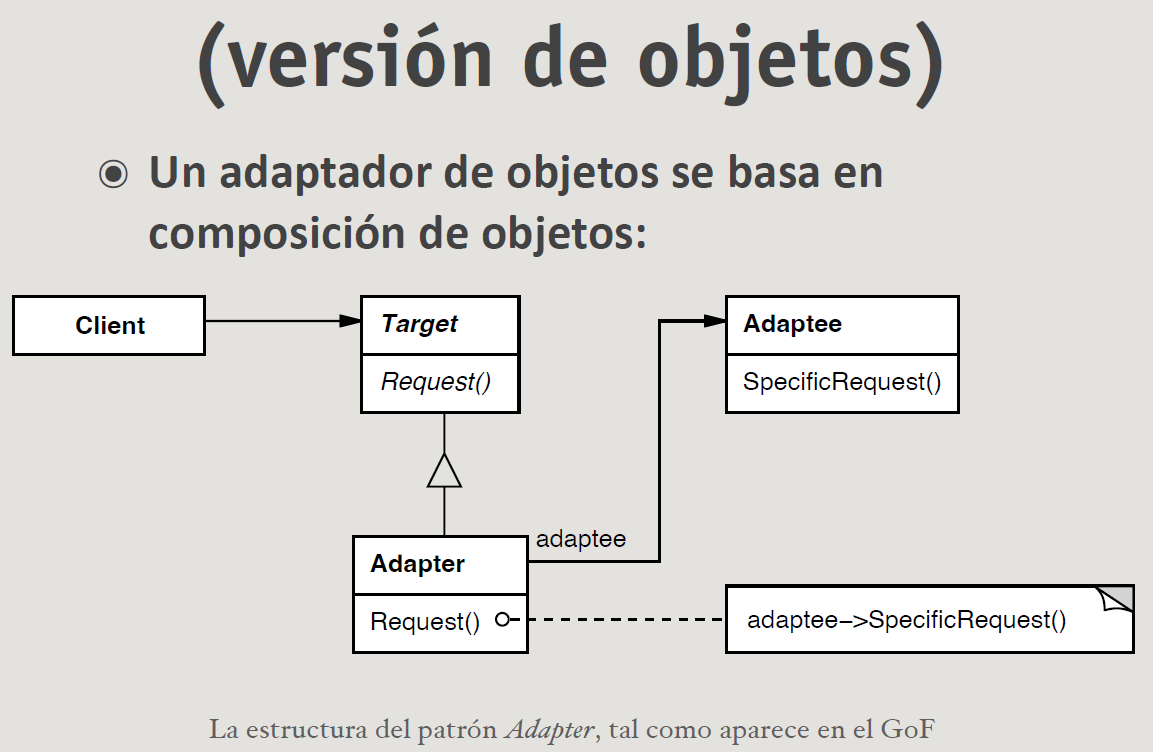 (versión de objetos)
◉ Un adaptador de objetos se basa en
composición de objetos:
Client
Target
Request()
Adaptee
SpecificRequest()
adaptee
Adapter
Request()
adaptee−>SpecificRequest()
La estructura del patrón Adapter, tal como aparece en el GoF